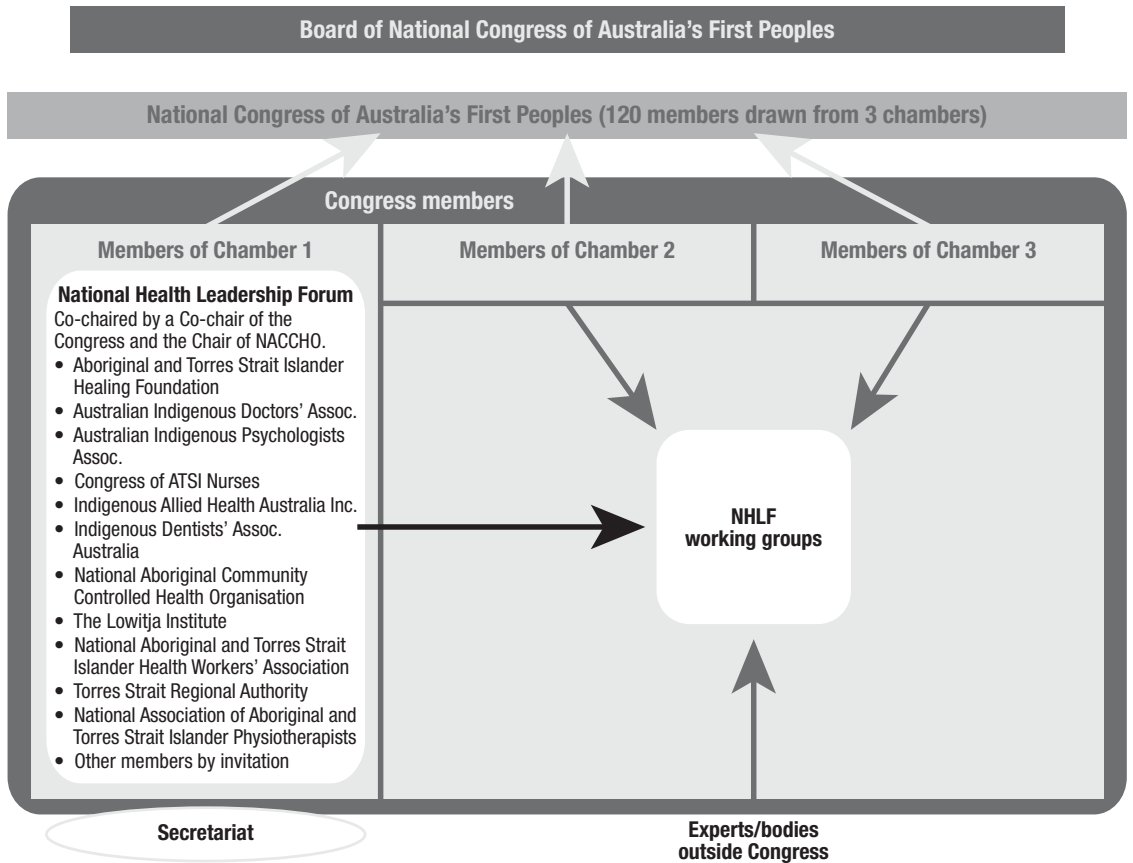 Board of National Congress of Australia's First Peoples
National Congress of Australia's First Peoples (120 members drawn from 3 chambers)
Congress members
Members of Chamber 1
Members of Chamber 2
Members of Chamber 3
National Health Leadership Forum
Co-chaired by a Co-chair of the
Congress and the Chair of NACCHO.
• Aboriginal and Torres Strait Islander
Healing Foundation
• Australian Indigenous Doctors' Assoc.
• Australian Indigenous Psychologists
Assoc.
• Congress of ATSI Nurses
• Indigenous Allied Health Australia Inc.
• Indigenous Dentists' Assoc.
Australia
• National Aboriginal Community
Controlled Health Organisation
• The Lowitja Institute
• National Aboriginal and Torres Strait
Islander Health Workers' Association
• Torres Strait Regional Authority
• National Association of Aboriginal and
Torres Strait Islander Physiotherapists
• Other members by invitation
NHLF
working groups
Secretariat
Experts/bodies
outside Congress